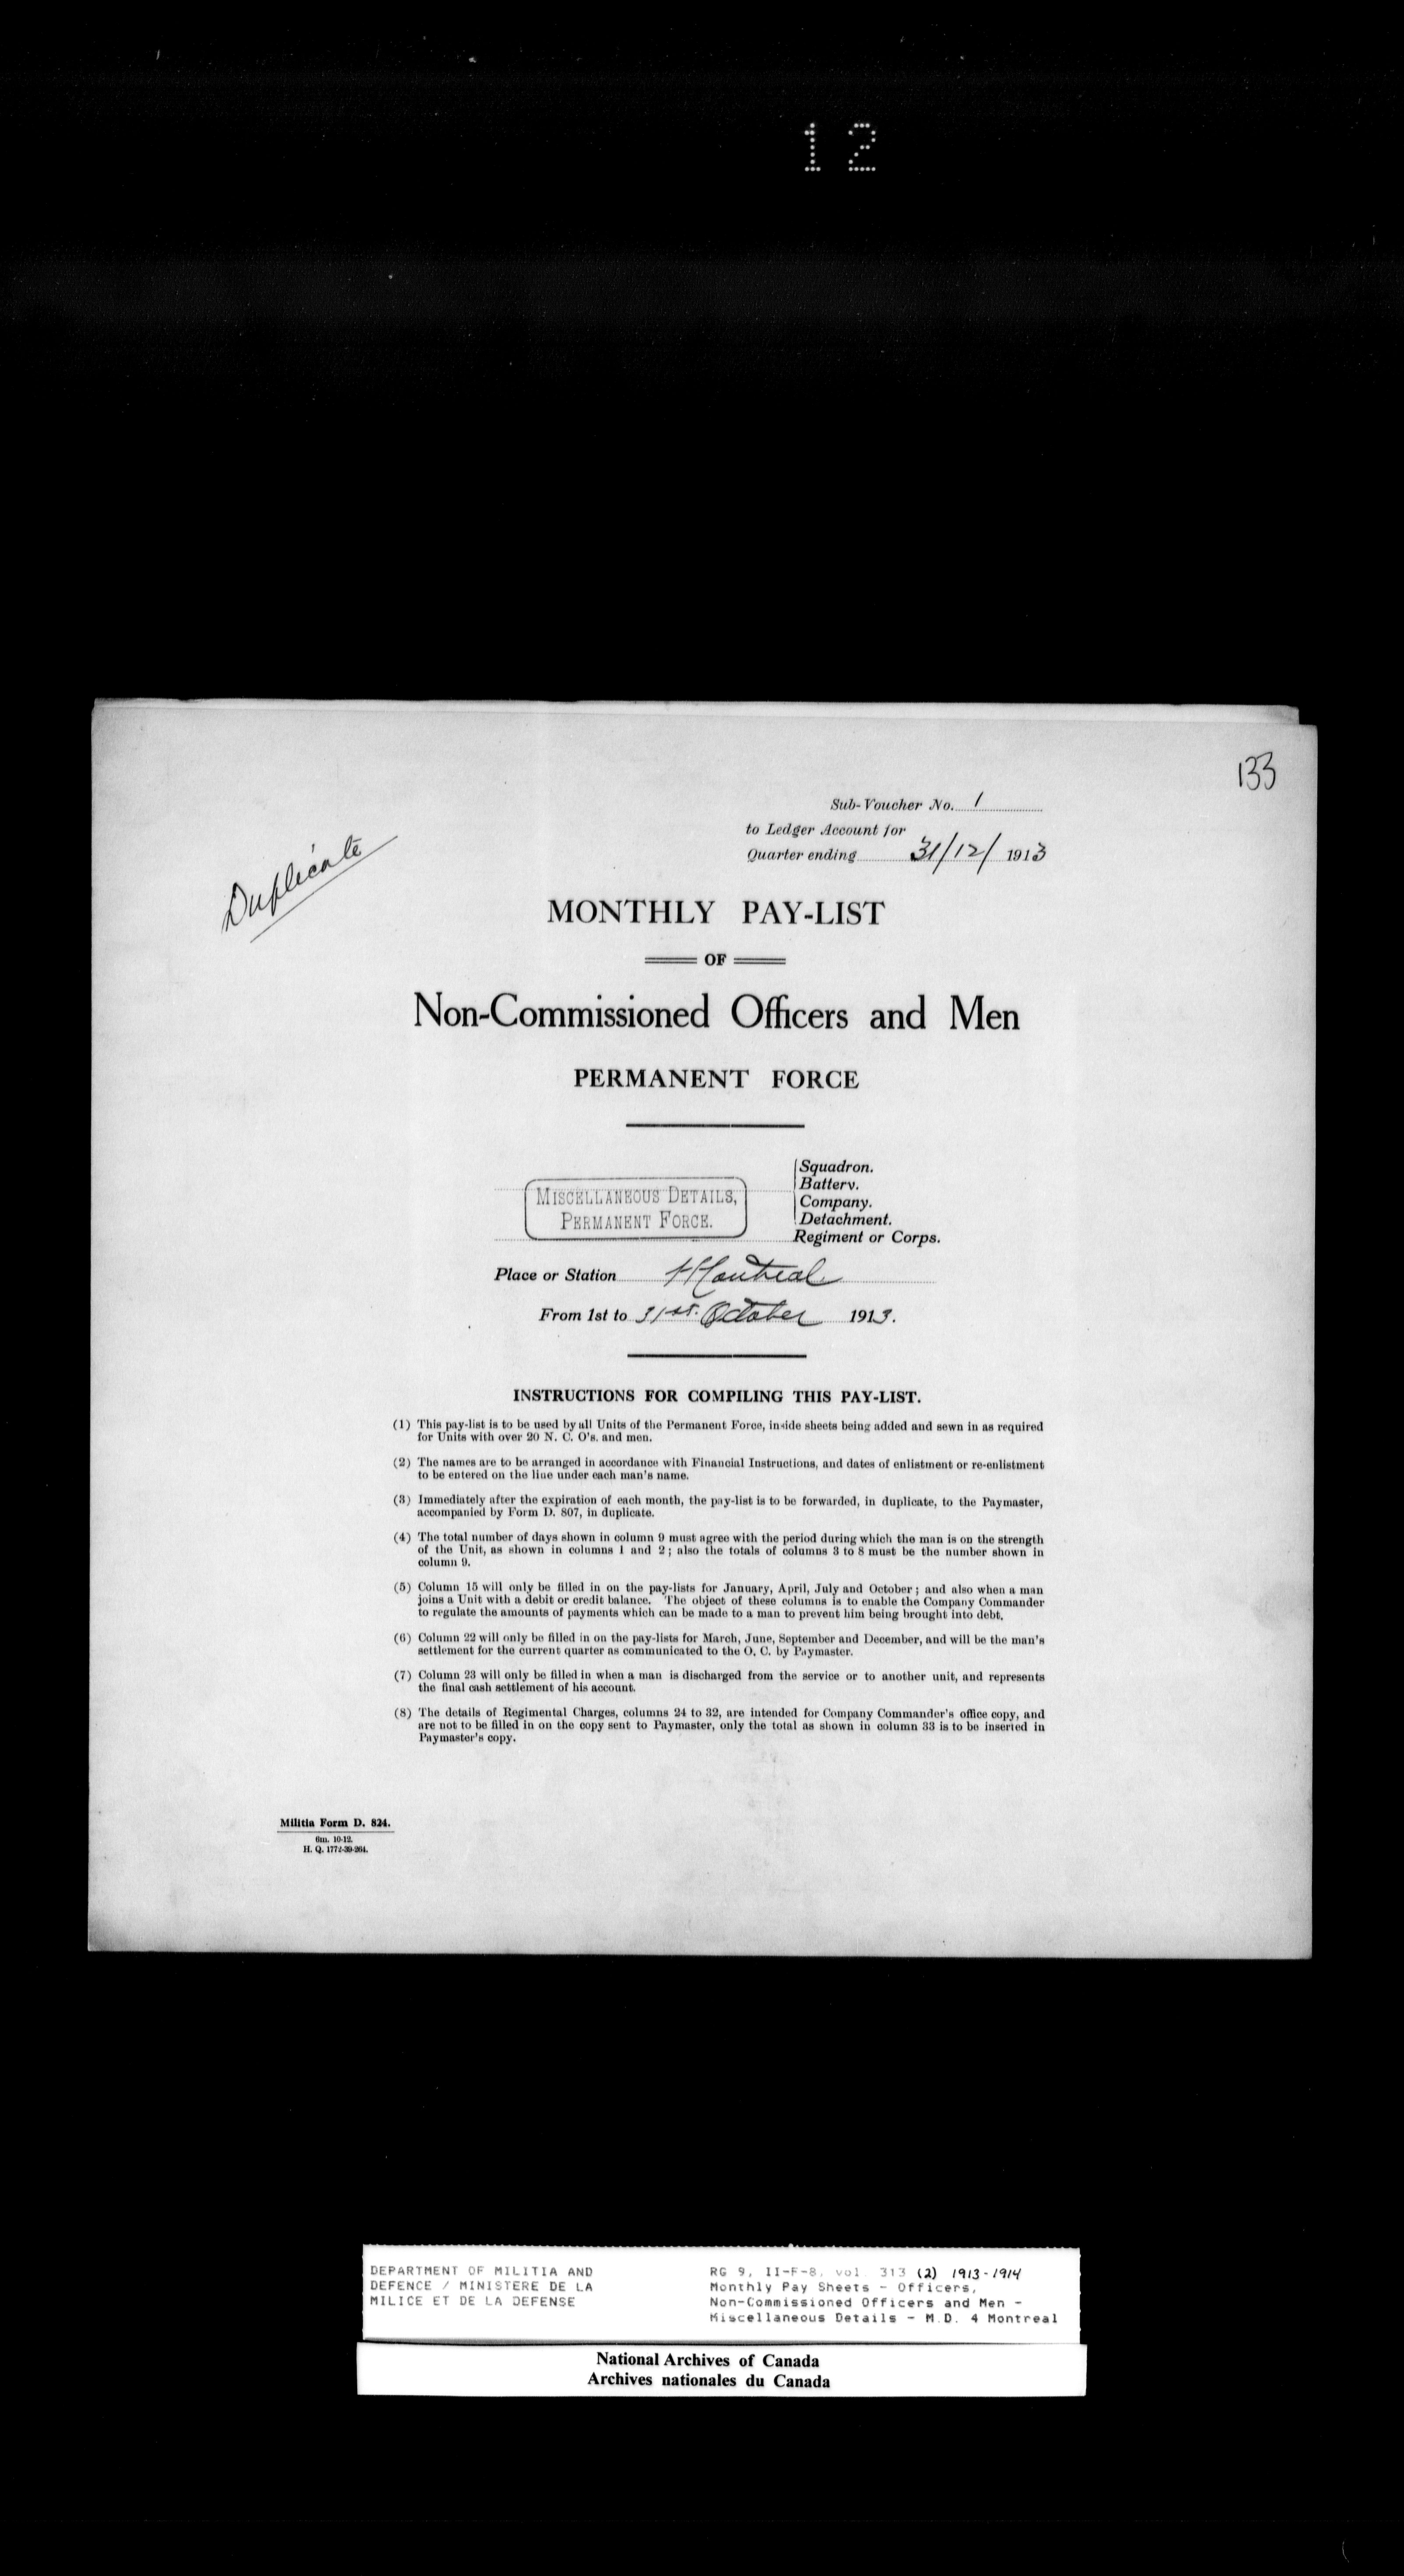 12
133
Sub-Voucher No. 1
to Ledger Account for
Quarter ending 31/12/ 1913
Duplicate
MONTHLY PAY-LIST
OF
Non-Commissioned Officers and Men
PERMANENT FORCE
Squadron.
Battery.
MISCELLANEOUS DETAILS,
Company.
PERMANENT FORCE.
Detachment.
Regiment or Corps.
Place or Station Montreal
From 1st to 31st. October 1913.
INSTRUCTIONS FOR COMPILING THIS PAY-LIST.
(1) This pay-list is to be used by all Units of the Permanent Force, inside sheets being added and sewn in as required
for Units with over 20 N. C. O's. and men.
(2) The names are to be arranged in accordance with Financial Instructions, and dates of enlistment or re-enlistment
to be entered on the line under each man's name.
(3) Immediately after the expiration of each month, the pay-list is to be forwarded, in duplicate, to the Paymaster,
accompanied by Form D. 807, in duplicate.
(4) The total number of days shown in column 9 must agree with the period during which the man is on the strength
of the Unit, as shown in columns 1 and 2; also the totals of columns 3 to 8 must be the number shown in
column 9.
(5) Column 15 will only be filled in on the pay-lists for January, April, July and October; and also when a man
joins a Unit with a debit or credit balance. The object of these columns is to enable the Company Commander
to regulate the amounts of payments which can be made to a man to prevent him being brought into debt.
(6) Column 22 will only be filled in on the pay-lists for March, June, September and December, and will be the man's
settlement for the current quarter as communicated to the O. C. by Paymaster.
(7) Column 23 will only be filled in when a man is discharged from the service or to another unit, and represents
the final cash settlement of his account.
(8) The details of Regimental Charges, columns 24 to 32, are intended for Company Commander's office copy, and
are not to be filled in on the copy sent to Paymaster, only the total as shown in column 33 is to be inserted in
Paymaster's copy.
Militia Form D. 824.
6m. 10-12.
H. Q. 1772-39-264.
DEPARTMENT OF MILITIA AND
DEFENCE / MINISTERE DE LA
MILICE ET DE LA DEFENSE
RG 9, II-F-8, vol. 313 (2) 1913-1914
Monthly Pay Sheets - Officers,
Non-Commissioned Officers and Men -
Miscellaneous Details - M.D. 4 Montreal
National Archives of Canada
Archives nationales du Canada